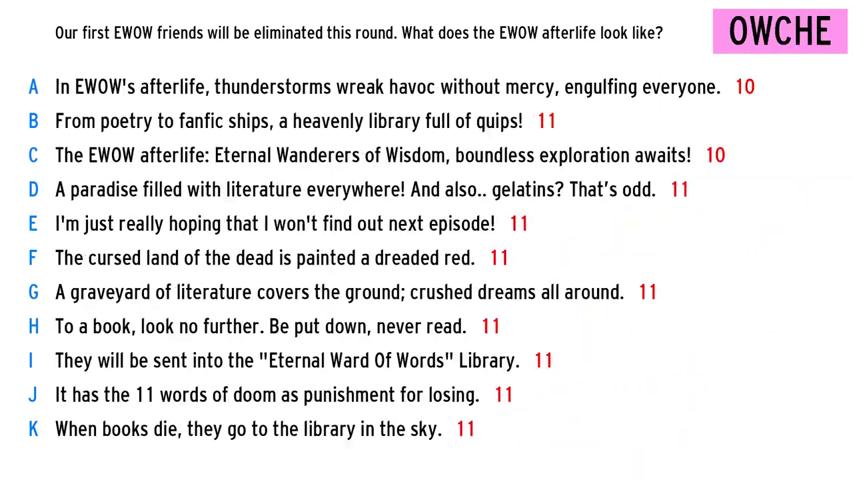 Our first EWOW friends will be eliminated this round. What does the EWOW afterlife look like?
OWCHE
A In EWOW's afterlife, thunderstorms wreak havoc without mercy, engulfing everyone. 10
B From poetry to fanfic ships, a heavenly library full of quips! 11
C The EWOW afterlife: Eternal Wanderers of Wisdom, boundless exploration awaits! 10
D A paradise filled with literature everywhere! And also.. gelatins? That’s odd. 11
E I'm just really hoping that I won't find out next episode! 11
F The cursed land of the dead is painted a dreaded red. 11
G A graveyard of literature covers the ground; crushed dreams all around. 11
H To a book, look no further. Be put down, never read. 11
I They will be sent into the "Eternal Ward Of Words" Library. 11
J It has the 11 words of doom as punishment for losing. 11
K When books die, they go to the library in the sky. 11